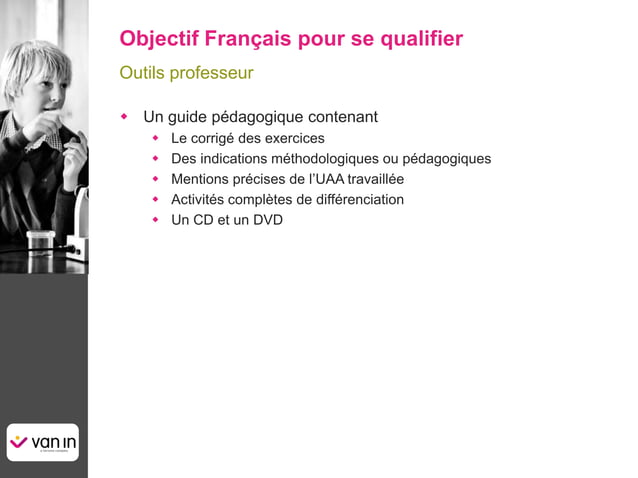 Objectif Français pour se qualifier
Outils professeur
Un guide pédagogique contenant
Le corrigé des exercices
Des indications méthodologiques ou pédagogiques
Mentions précises de l’UAA travaillée
Activités complètes de différenciation
Un CD et un DVD
van in